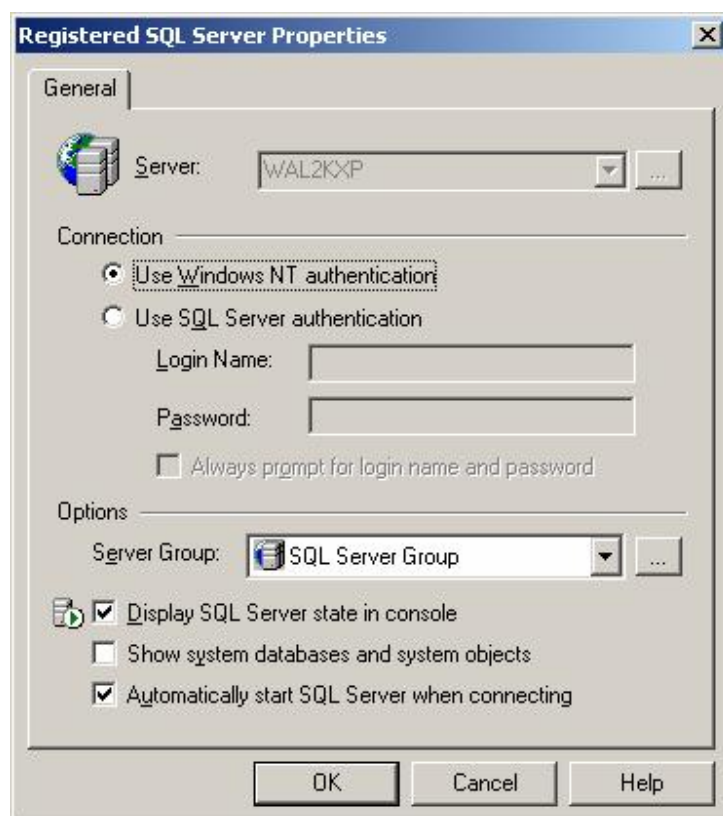 Registered SQL Server Properties
General
Server: WAL2KXP ...
Connection
Use Windows NT authentication
Use SQL Server authentication
Login Name:
Password:
Always prompt for login name and password
Options
Server Group: SQL Server Group ...
Display SQL Server state in console
Show system databases and system objects
Automatically start SQL Server when connecting
OK Cancel Help